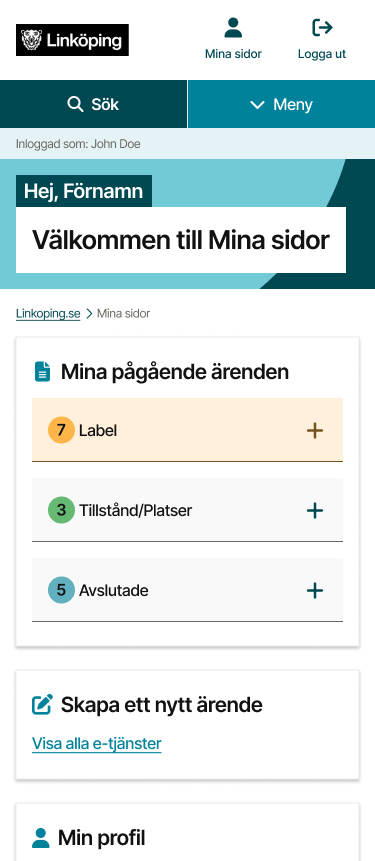 Linköping
Mina sidor
Logga ut
Sök
Meny
Inloggad som: John Doe
Hej, Förnamn
Välkommen till Mina sidor
Linkoping.se > Mina sidor
Mina pågående ärenden
7 Label
3 Tillstånd/Platser
5 Avslutade
Skapa ett nytt ärende
Visa alla e-tjänster
Min profil